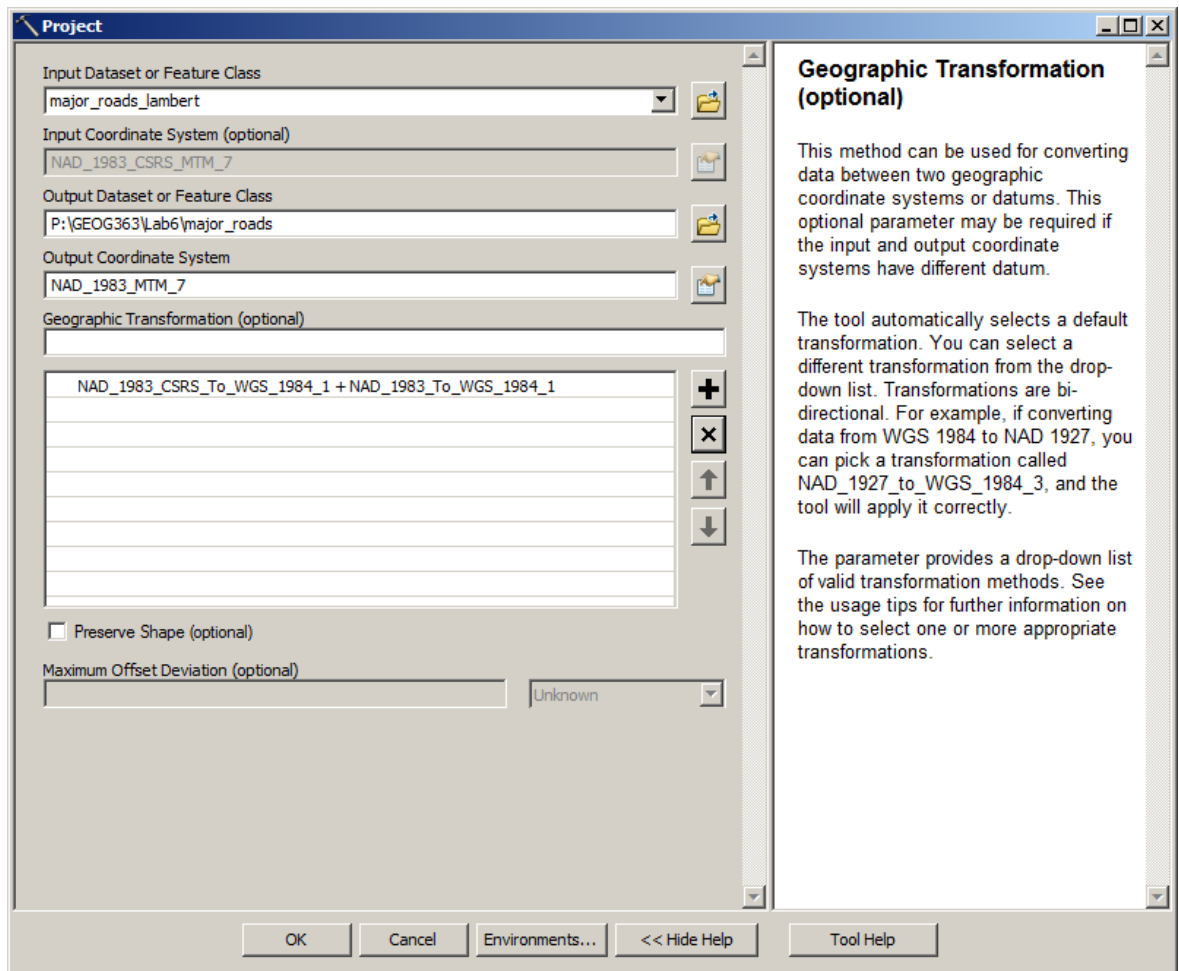 Project
Input Dataset or Feature Class
major_roads_lambert
Input Coordinate System (optional)
NAD_1983_CSRS_MTM_7
Output Dataset or Feature Class
P:\GEOG363\Lab6\major_roads
Output Coordinate System
NAD_1983_MTM_7
Geographic Transformation (optional)
NAD_1983_CSRS_To_WGS_1984_1 + NAD_1983_To_WGS_1984_1
Preserve Shape (optional)
Maximum Offset Deviation (optional)
Unknown
Geographic Transformation
(optional)
This method can be used for converting
data between two geographic
coordinate systems or datums. This
optional parameter may be required if
the input and output coordinate
systems have different datum.
The tool automatically selects a default
transformation. You can select a
different transformation from the drop-
down list. Transformations are bi-
directional. For example, if converting
data from WGS 1984 to NAD 1927, you
can pick a transformation called
NAD_1927_to_WGS_1984_3, and the
tool will apply it correctly.
The parameter provides a drop-down list
of valid transformation methods. See
the usage tips for further information on
how to select one or more appropriate
transformations.
OK
Cancel
Environments...
<< Hide Help
Tool Help